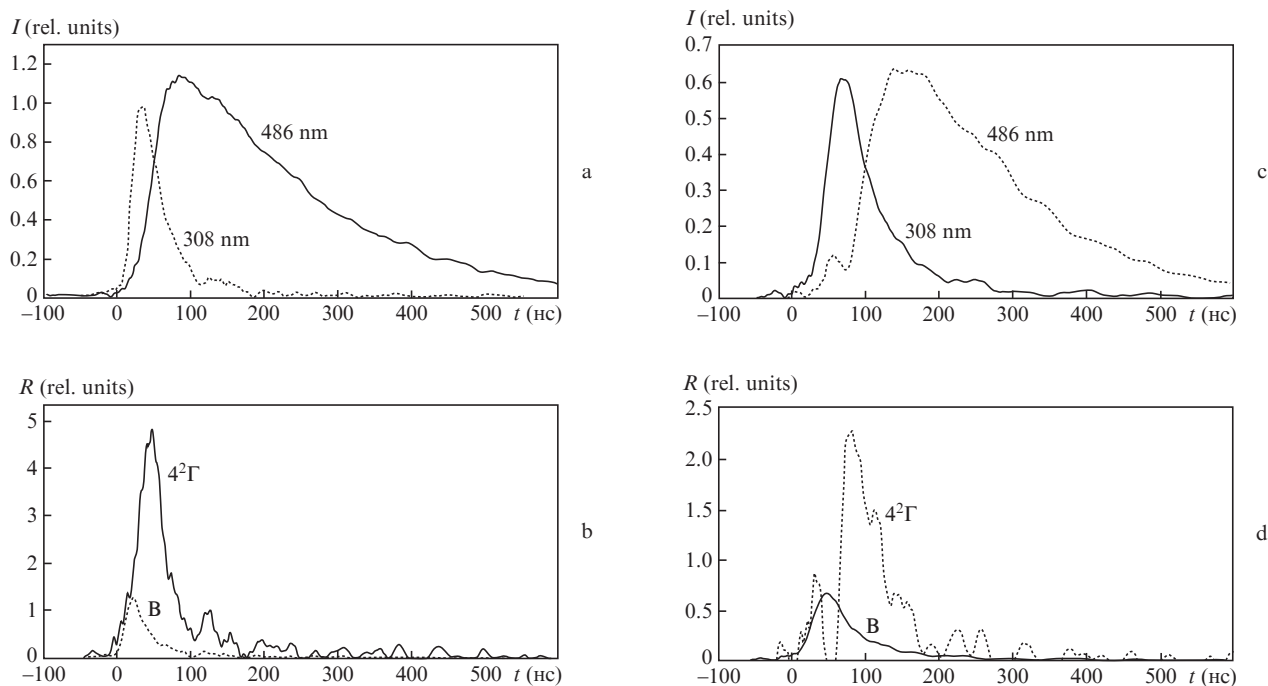 I (rel. units)
1.2
1.0
0.8
0.6
0.4
0.2
0
–100 0 100 200 300 400 500 t (нс)
486 nm
308 nm
a
I (rel. units)
0.7
0.6
0.5
0.4
0.3
0.2
0.1
0
–100 0 100 200 300 400 500 t (нс)
486 nm
308 nm
c
R (rel. units)
5
4
3
2
1
0
–100 0 100 200 300 400 500 t (нс)
4²Γ
B
b
R (rel. units)
2.5
2.0
1.5
1.0
0.5
0
–100 0 100 200 300 400 500 t (нс)
4²Γ
B
d